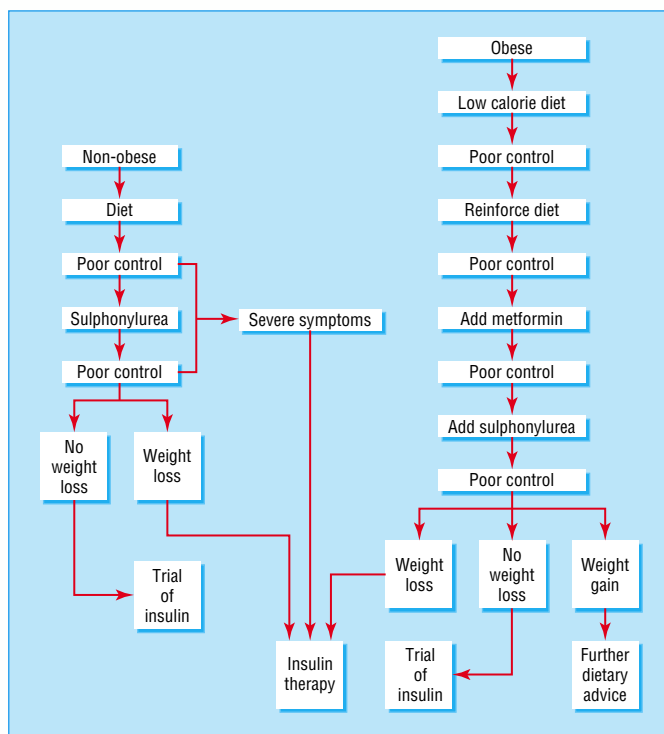 Non-obese
Diet
Poor control
Sulphonylurea
Poor control
Severe symptoms
No
weight
loss
Weight
loss
Trial
of
insulin
Insulin
therapy
Obese
Low calorie diet
Poor control
Reinforce diet
Poor control
Add metformin
Poor control
Add sulphonylurea
Poor control
Weight
loss
No
weight
loss
Weight
gain
Trial
of
insulin
Further
dietary
advice